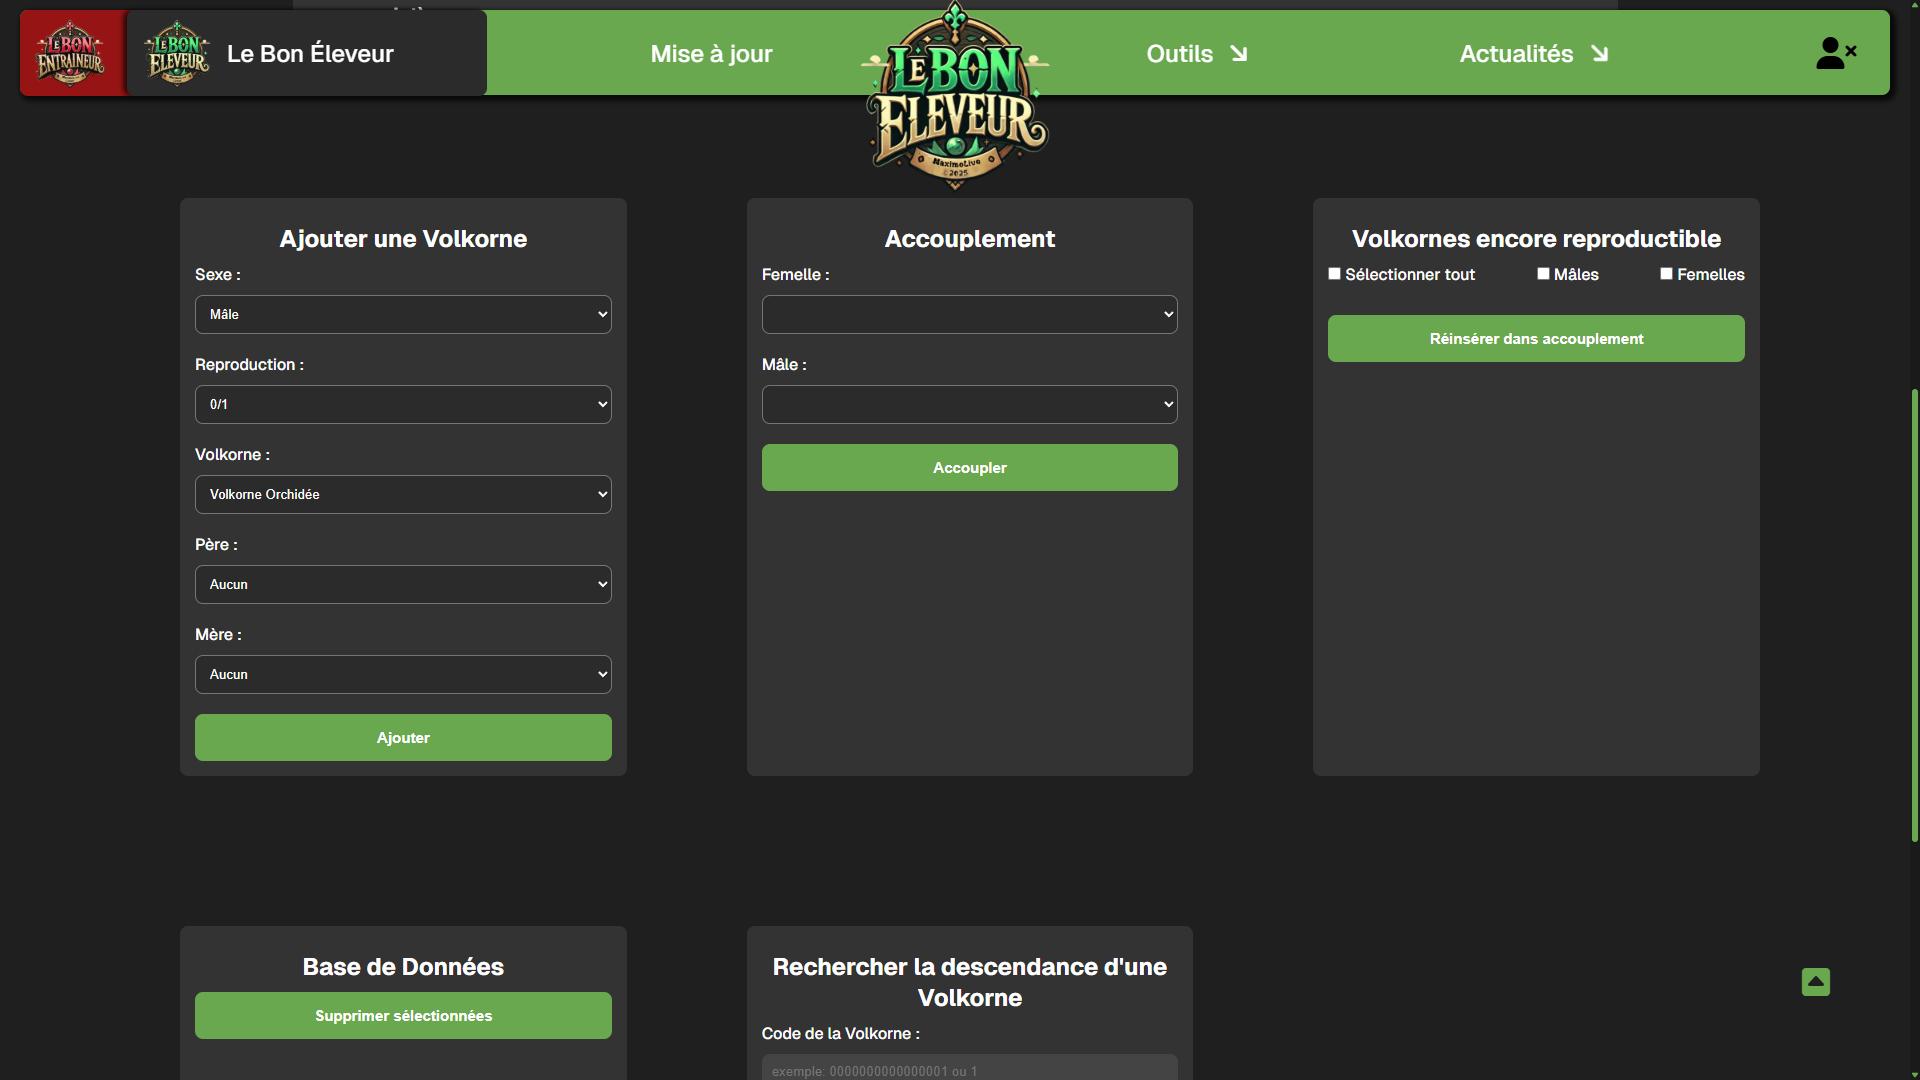 LE BON
ENTRAINEUR
LE BON
ELEVEUR
Le Bon Éleveur
Mise à jour
LE BON
ELEVEUR
MaximoLive
©2025
Outils
Actualités
Ajouter une Volkorne
Sexe :
Mâle
Reproduction :
0/1
Volkorne :
Volkorne Orchidée
Père :
Aucun
Mère :
Aucun
Ajouter
Accouplement
Femelle :
Mâle :
Accoupler
Volkornes encore reproductible
Sélectionner tout Mâles Femelles
Réinsérer dans accouplement
Base de Données
Supprimer sélectionnées
Rechercher la descendance d'une
Volkorne
Code de la Volkorne :
exemple: 0000000000000001 ou 1